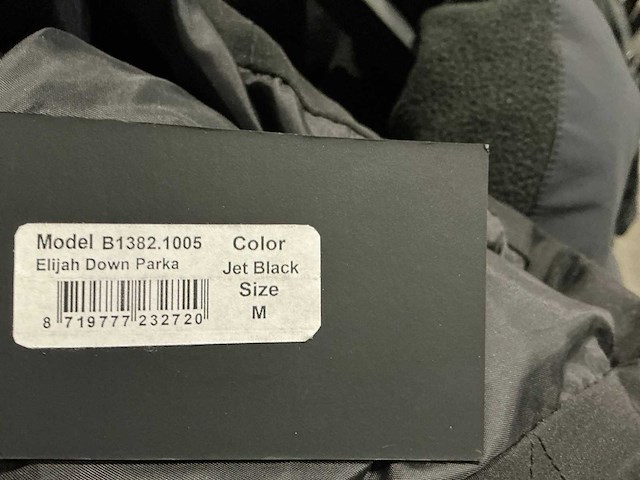 Model B1382.1005
Elijah Down Parka
8 719777 232720
Color
Jet Black
Size
M